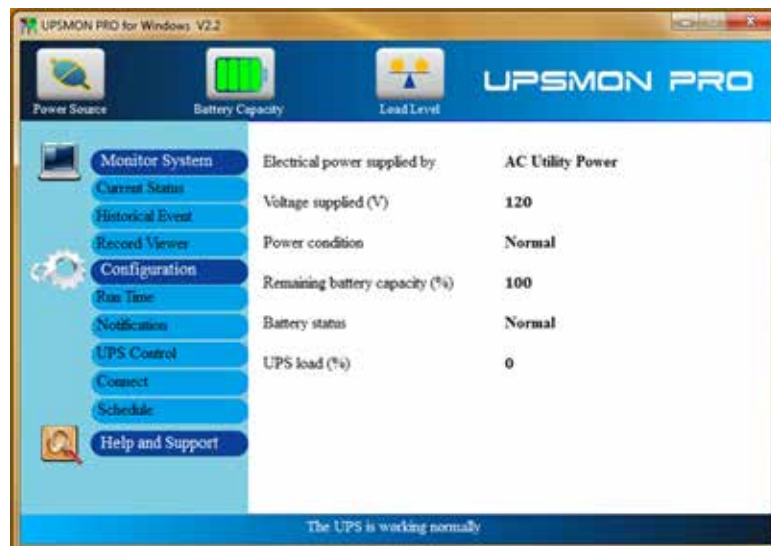 UPSMON PRO for Windows V2.2
Power Source
Battery Capacity
Load Level
UPSMON PRO
Monitor System
Current Status
Historical Event
Record Viewer
Configuration
Run Time
Notification
UPS Control
Connect
Schedule
Help and Support
Electrical power supplied by AC Utility Power
Voltage supplied (V) 120
Power condition Normal
Remaining battery capacity (%) 100
Battery status Normal
UPS load (%) 0
The UPS is working normally